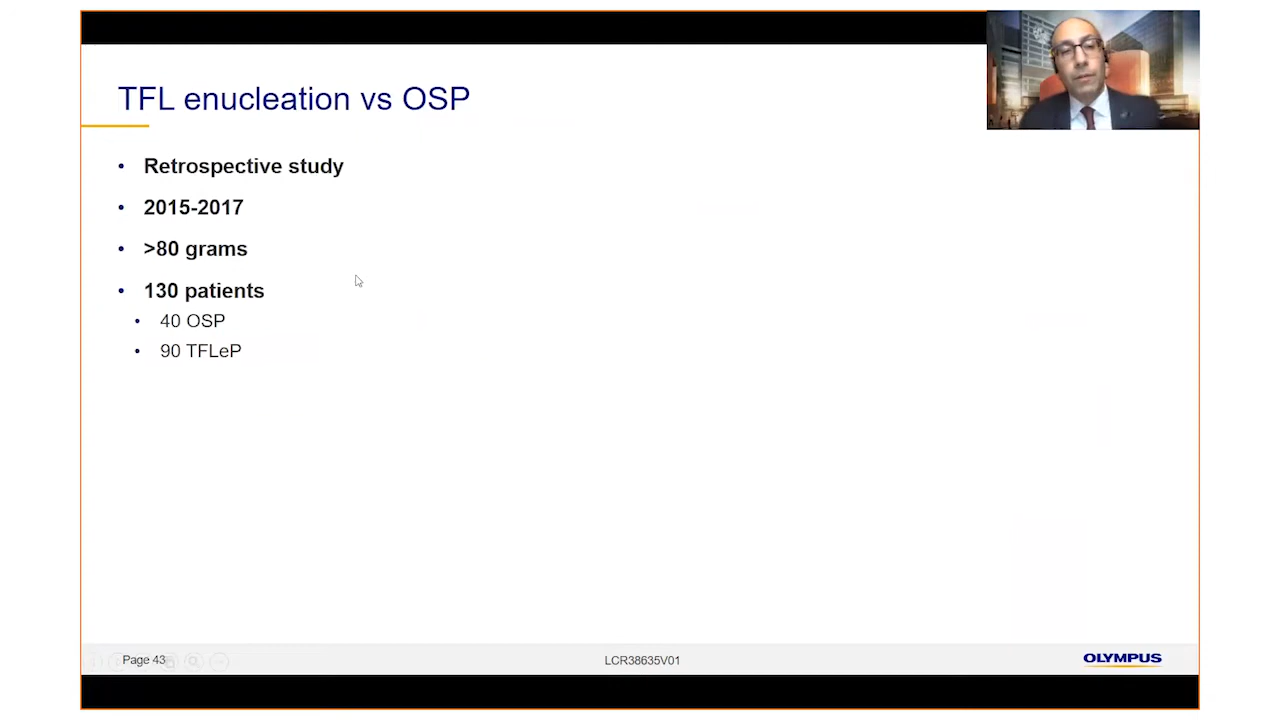 TFL enucleation vs OSP
• Retrospective study
• 2015-2017
• >80 grams
• 130 patients
• 40 OSP
• 90 TFLeP
Page 43
LCR38635V01
OLYMPUS